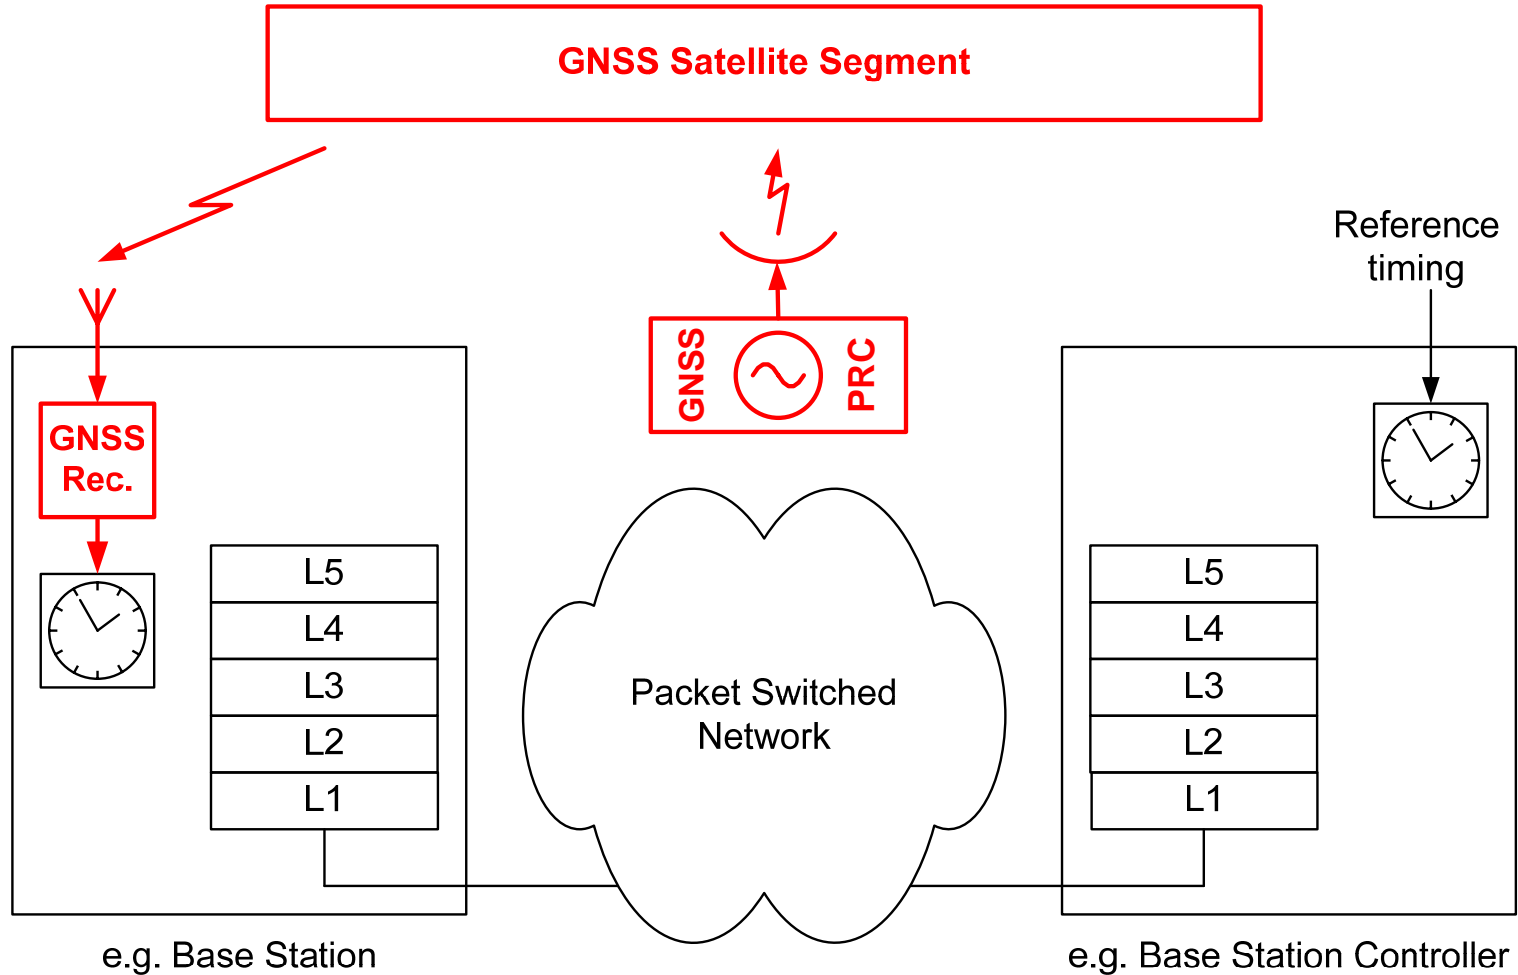 GNSS Satellite Segment
Reference
timing
GNSS
PRC
GNSS
Rec.
L5
L4
L3
L2
L1
Packet Switched
Network
L5
L4
L3
L2
L1
e.g. Base Station
e.g. Base Station Controller